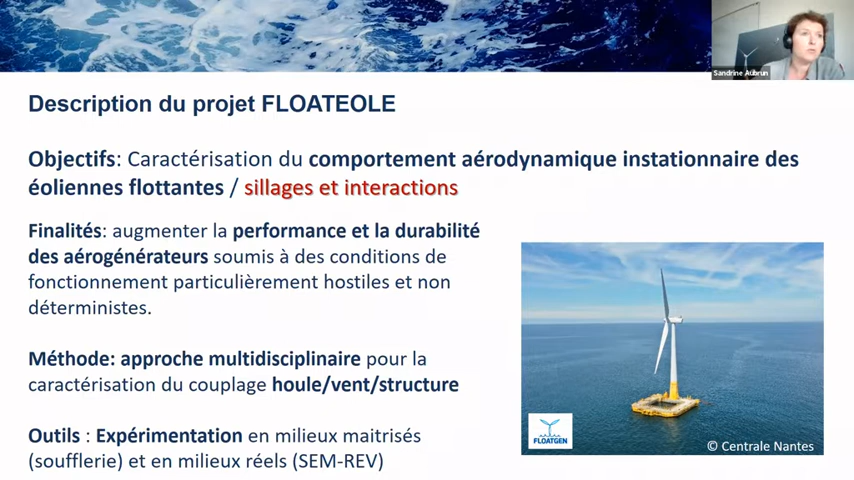 Sandrine Aubrun
Description du projet FLOATEOLE
Objectifs: Caractérisation du comportement aérodynamique instationnaire des
éoliennes flottantes / sillages et interactions
Finalités: augmenter la performance et la durabilité
des aérogénérateurs soumis à des conditions de
fonctionnement particulièrement hostiles et non
déterministes.
Méthode: approche multidisciplinaire pour la
caractérisation du couplage houle/vent/structure
Outils : Expérimentation en milieux maitrisés
(soufflerie) et en milieux réels (SEM-REV)
FLOATGEN
© Centrale Nantes